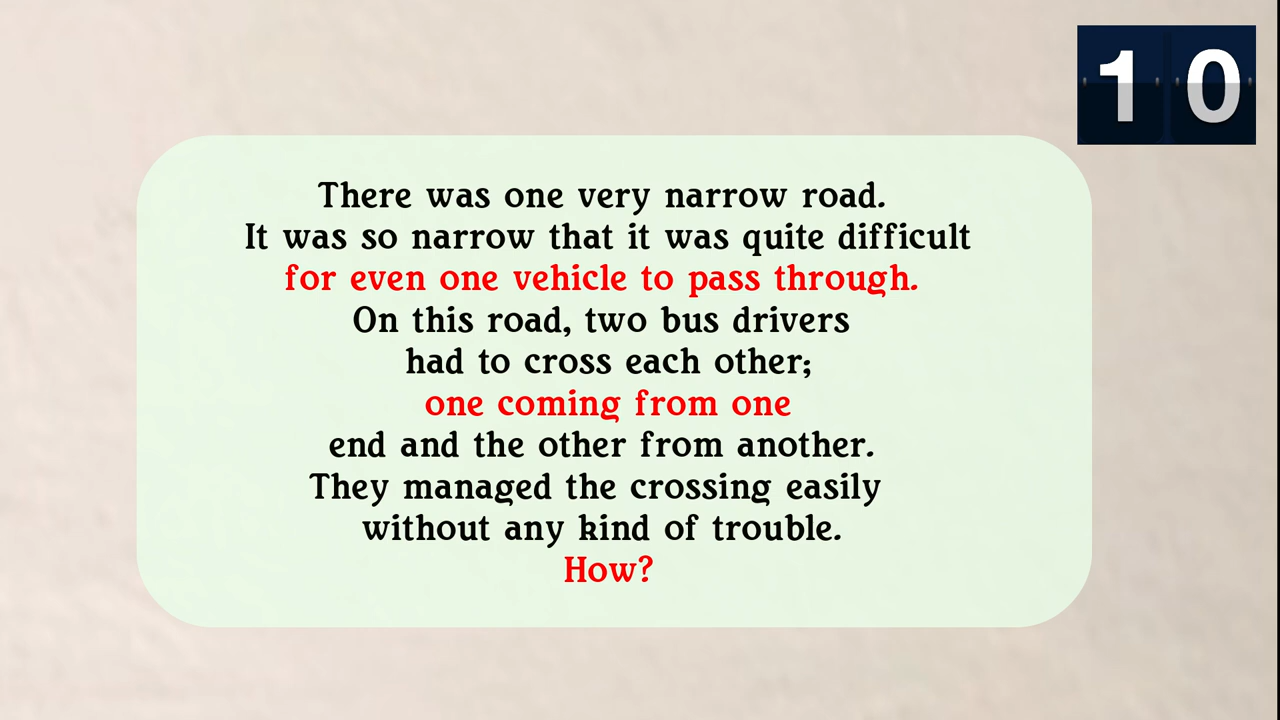 10
There was one very narrow road.
It was so narrow that it was quite difficult
for even one vehicle to pass through.
On this road, two bus drivers
had to cross each other;
one coming from one
end and the other from another.
They managed the crossing easily
without any kind of trouble.
How?